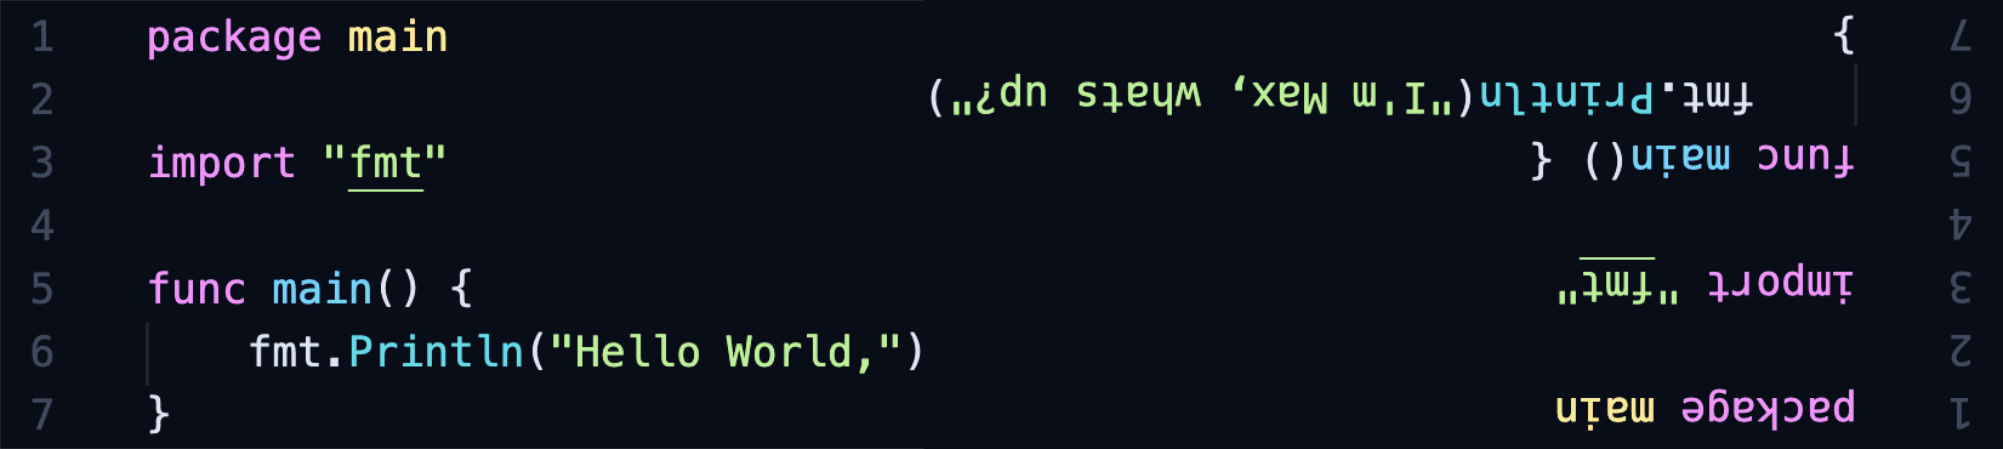 1 package main
2
3 import "fmt"
4
5 func main() {
6 fmt.Println("Hello World,")
7 }
1 package main
2
3 import "fmt"
4
5 func main() {
6 fmt.Println("I'm Max, whats up?")
7 }